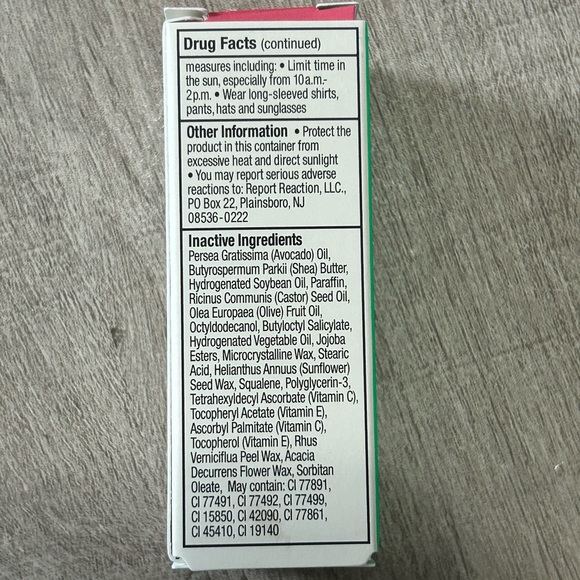 Drug Facts (continued)
measures including: • Limit time in
the sun, especially from 10a.m.-
2p.m. • Wear long-sleeved shirts,
pants, hats and sunglasses
Other Information • Protect the
product in this container from
excessive heat and direct sunlight
• You may report serious adverse
reactions to: Report Reaction, LLC.,
PO Box 22, Plainsboro, NJ
08536-0222
Inactive Ingredients
Persea Gratissima (Avocado) Oil,
Butyrospermum Parkii (Shea) Butter,
Hydrogenated Soybean Oil, Paraffin,
Ricinus Communis (Castor) Seed Oil,
Olea Europaea (Olive) Fruit Oil,
Octyldodecanol, Butyloctyl Salicylate,
Hydrogenated Vegetable Oil, Jojoba
Esters, Microcrystalline Wax, Stearic
Acid, Helianthus Annuus (Sunflower)
Seed Wax, Squalene, Polyglycerin-3,
Tetrahexyldecyl Ascorbate (Vitamin C),
Tocopheryl Acetate (Vitamin E),
Ascorbyl Palmitate (Vitamin C),
Tocopherol (Vitamin E), Rhus
Verniciflua Peel Wax, Acacia
Decurrens Flower Wax, Sorbitan
Oleate, May contain: CI 77891,
CI 77491, CI 77492, CI 77499,
CI 15850, CI 42090, CI 77861,
CI 45410, CI 19140